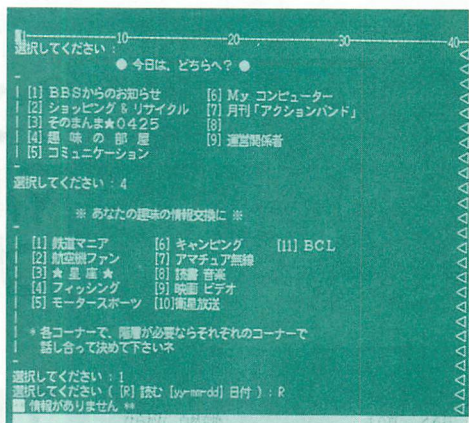 ------10---------20---------30---------40-
選択してください :
● 今日は、どちらへ? ●
[1] BBSからのお知らせ [6] My コンピューター
[2] ショッピング & リサイクル [7] 月刊「アクションバンド」
[3] そのまんま★0425 [8]
[4] 趣 味 の 部 屋 [9] 運営関係者
[5] コミュニケーション
選択してください : 4
※ あなたの趣味の情報交換に ※
[1] 鉄道マニア [6] キャンピング [11] BCL
[2] 航空機ファン [7] アマチュア無線
[3] ★ 星 座 ★ [8] 読書 音楽
[4] フィッシング [9] 映画 ビデオ
[5] モータースポーツ [10]衛星放送
* 各コーナーで、階層が必要ならそれぞれのコーナーで
話し合って決めて下さいネ
選択してください : 1
選択してください ( [R] 読む [yy-mm-dd] 日付 ) : R
情報がありません **